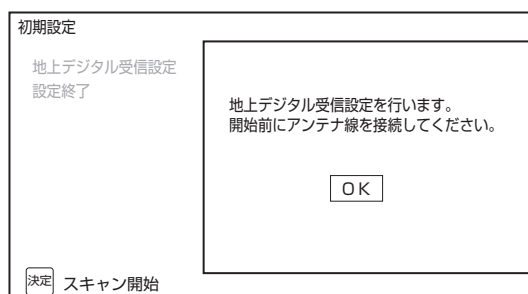 初期設定
地上デジタル受信設定
設定終了
地上デジタル受信設定を行います。
開始前にアンテナ線を接続してください。
OK
決定 スキャン開始